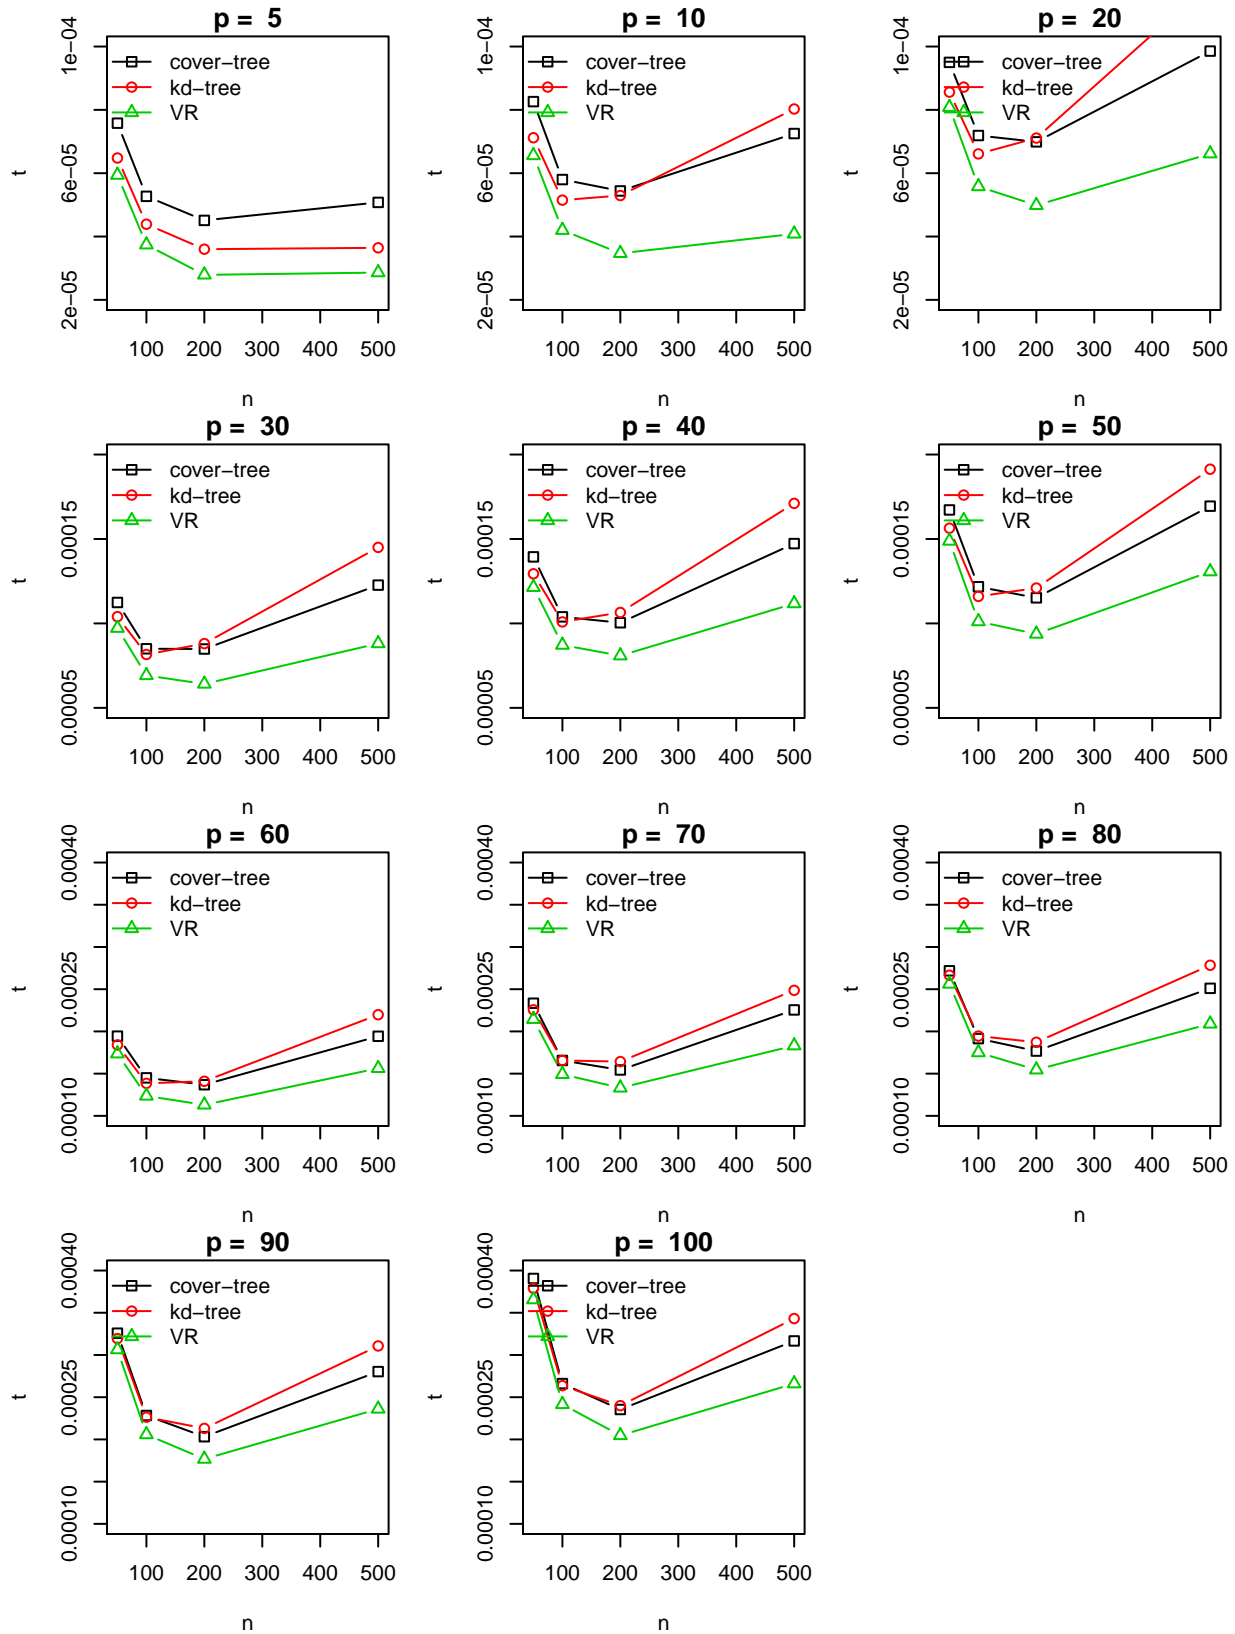 p = 5
cover−tree
kd−tree
VR
1e−04
6e−05
2e−05
t
100 200 300 400 500
n
p = 10
cover−tree
kd−tree
VR
1e−04
6e−05
2e−05
t
100 200 300 400 500
n
p = 20
cover−tree
kd−tree
VR
1e−04
6e−05
2e−05
t
100 200 300 400 500
n
p = 30
cover−tree
kd−tree
VR
0.00015
0.00005
t
100 200 300 400 500
n
p = 40
cover−tree
kd−tree
VR
0.00015
0.00005
t
100 200 300 400 500
n
p = 50
cover−tree
kd−tree
VR
0.00015
0.00005
t
100 200 300 400 500
n
p = 60
cover−tree
kd−tree
VR
0.00040
0.00025
0.00010
t
100 200 300 400 500
n
p = 70
cover−tree
kd−tree
VR
0.00040
0.00025
0.00010
t
100 200 300 400 500
n
p = 80
cover−tree
kd−tree
VR
0.00040
0.00025
0.00010
t
100 200 300 400 500
n
p = 90
cover−tree
kd−tree
VR
0.00040
0.00025
0.00010
t
100 200 300 400 500
n
p = 100
cover−tree
kd−tree
VR
0.00040
0.00025
0.00010
t
100 200 300 400 500
n